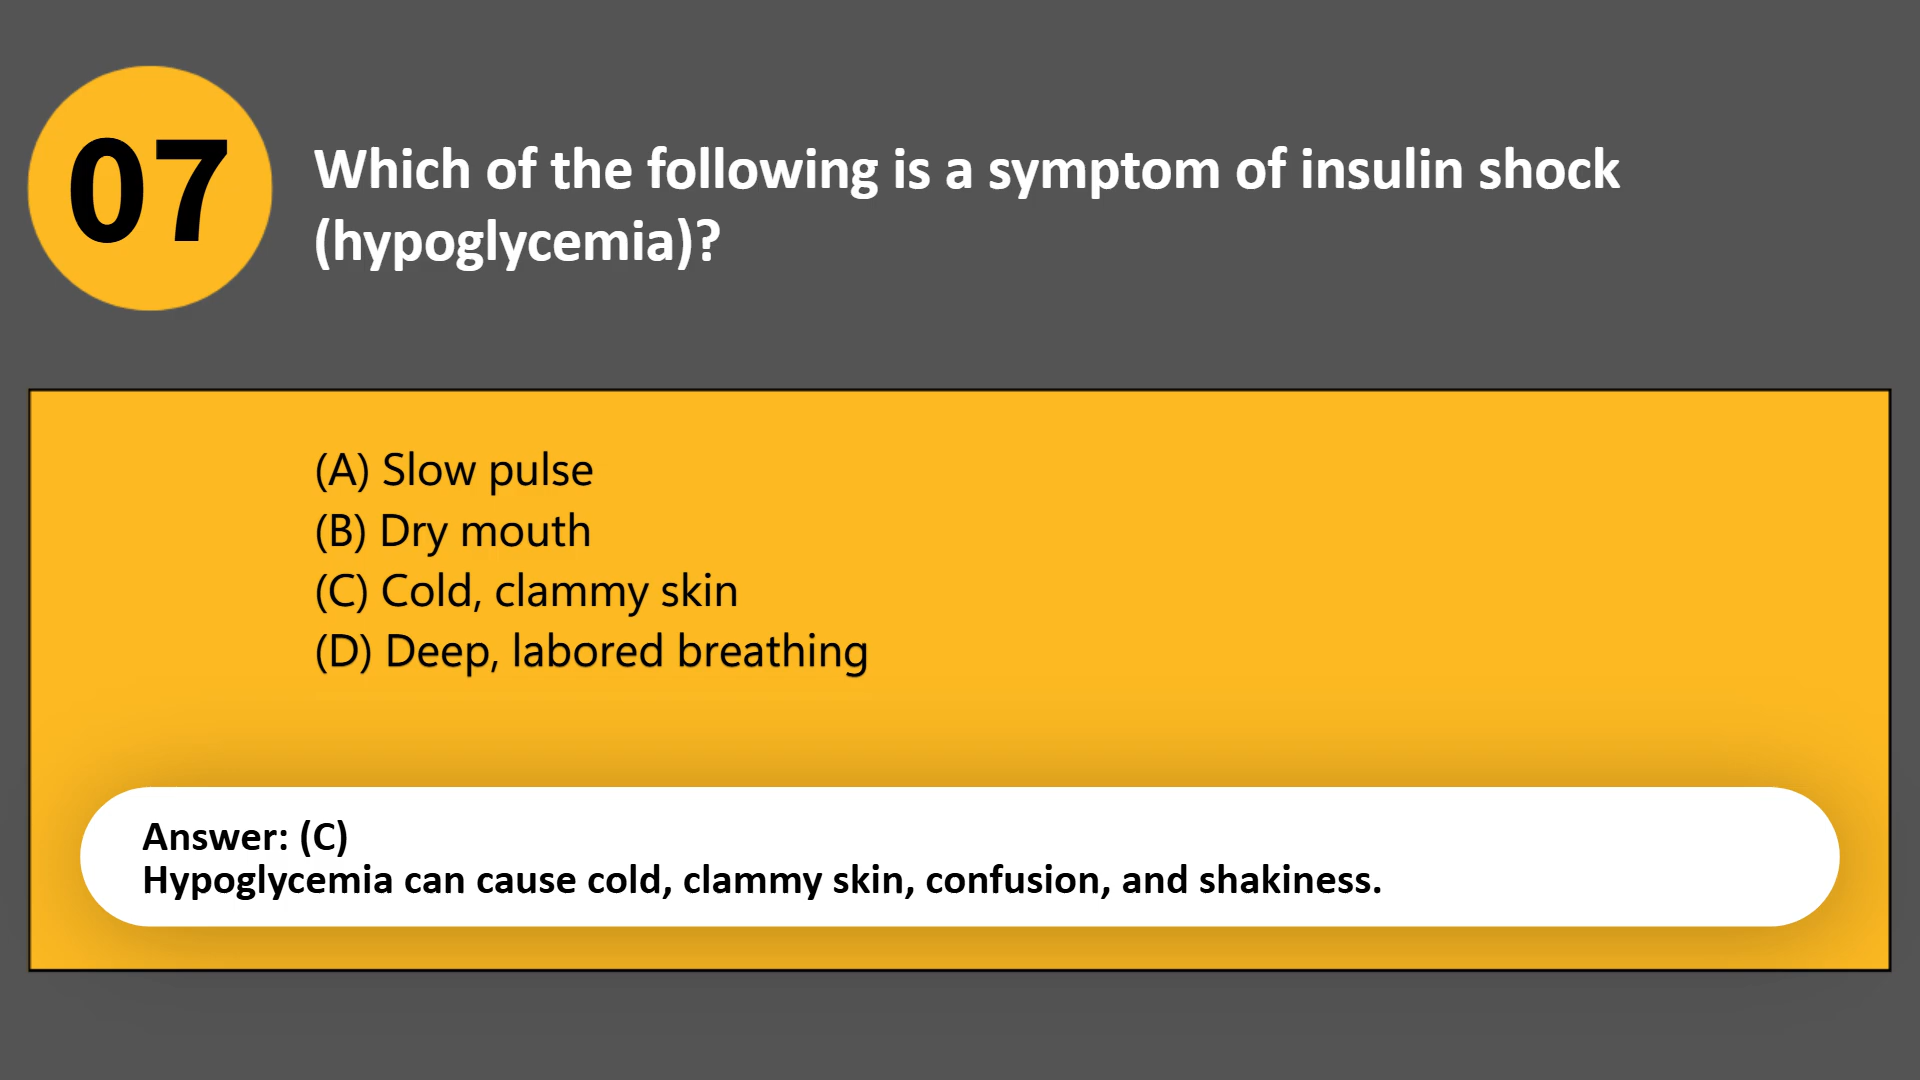 07
Which of the following is a symptom of insulin shock
(hypoglycemia)?
(A) Slow pulse
(B) Dry mouth
(C) Cold, clammy skin
(D) Deep, labored breathing
Answer: (C)
Hypoglycemia can cause cold, clammy skin, confusion, and shakiness.